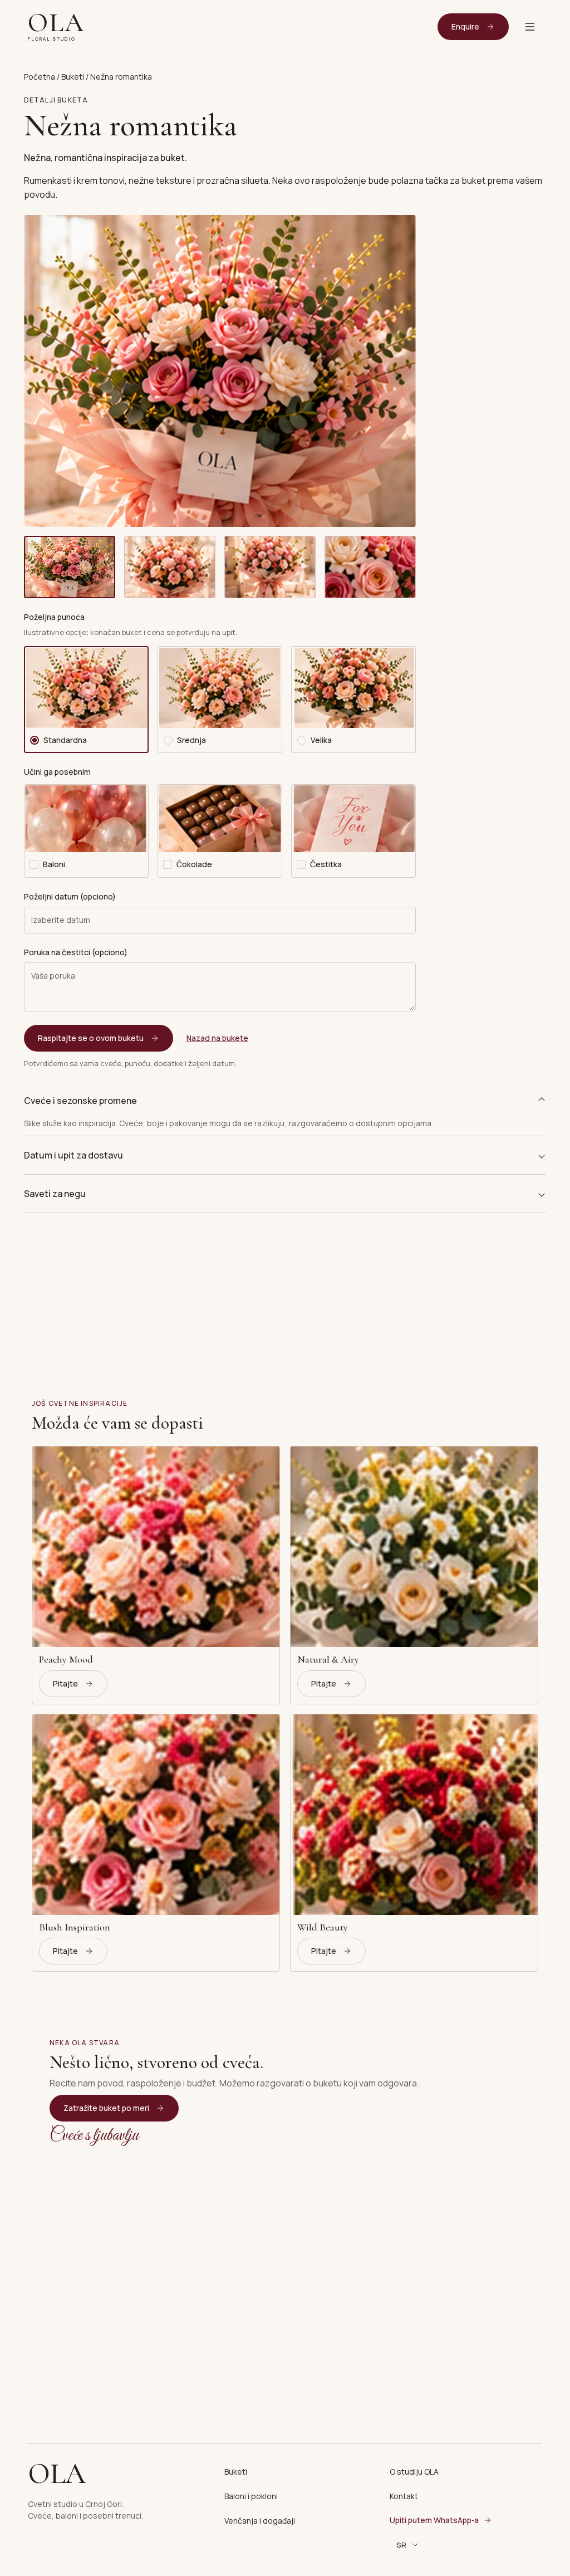 OLA
FLORAL STUDIO
Enquire
Početna / Buketi / Nežna romantika
DETALJI BUKETA
Nežna romantika
Nežna, romantična inspiracija za buket.
Rumenkasti i krem tonovi, nežne teksture i prozračna silueta. Neka ovo raspoloženje bude polazna tačka za buket prema vašem
povodu.
OLA
Poželjna punoća
Ilustrativne opcije; konačan buket i cena se potvrđuju na upit.
Standardna
Srednja
Velika
Učini ga posebnim
For
You
Baloni
Čokolade
Čestitka
Poželjni datum (opciono)
Izaberite datum
Poruka na čestitci (opciono)
Vaša poruka
Raspitajte se o ovom buketu
Nazad na bukete
Potvrdićemo sa vama cveće, punoću, dodatke i željeni datum.
Cveće i sezonske promene
Slike služe kao inspiracija. Cveće, boje i pakovanje mogu da se razlikuju; razgovaraćemo o dostupnim opcijama.
Datum i upit za dostavu
Saveti za negu
JOŠ CVETNE INSPIRACIJE
Možda će vam se dopasti
Peachy Mood
Pitajte
Natural & Airy
Pitajte
Blush Inspiration
Pitajte
Wild Beauty
Pitajte
NEKA OLA STVARA
Nešto lično, stvoreno od cveća.
Recite nam povod, raspoloženje i budžet. Možemo razgovarati o buketu koji vam odgovara.
Zatražite buket po meri
Cveće s ljubavlju
OLA
Cvetni studio u Crnoj Gori.
Cveće, baloni i posebni trenuci.
Buketi
Baloni i pokloni
Venčanja i događaji
O studiju OLA
Kontakt
Upiti putem WhatsApp-a
SR